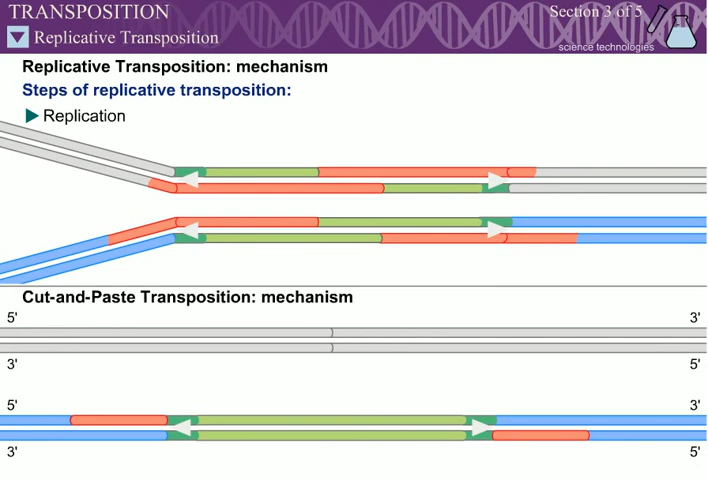 TRANSPOSITION
Section 3 of 5
Replicative Transposition
science technologies
Replicative Transposition: mechanism
Steps of replicative transposition:
Replication
Cut-and-Paste Transposition: mechanism
5' 3'
3' 5'
5' 3'
3' 5'